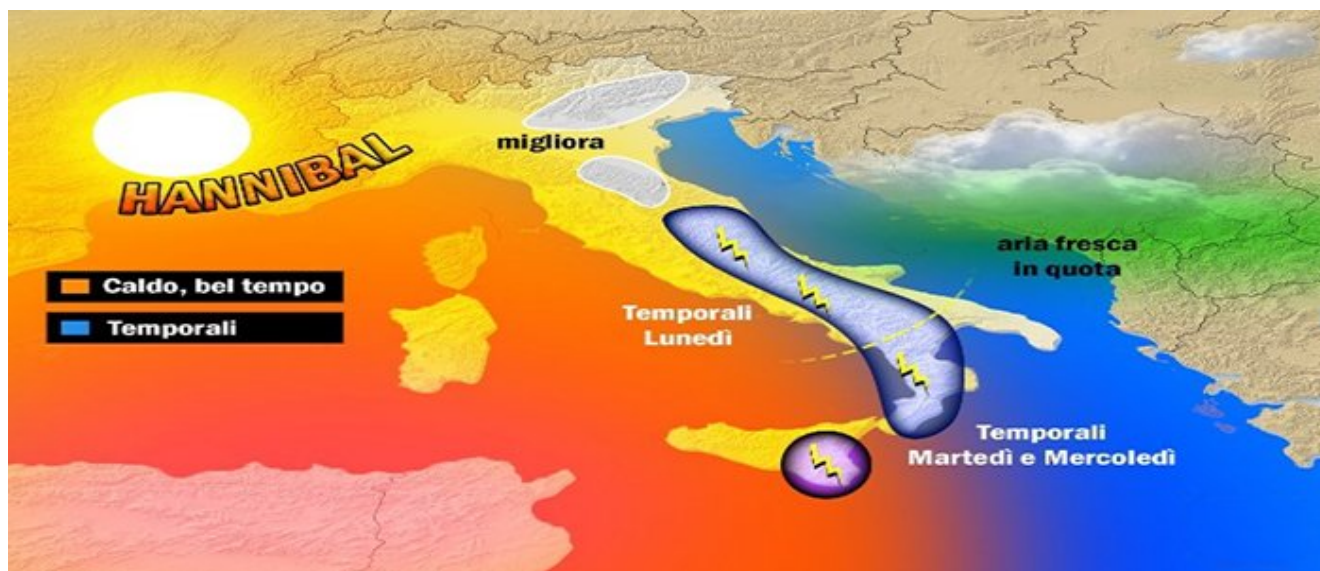 migliora
HANNIBAL
aria fresca
in quota
Caldo, bel tempo
Temporali
Temporali
Lunedì
Temporali
Martedì e Mercoledì